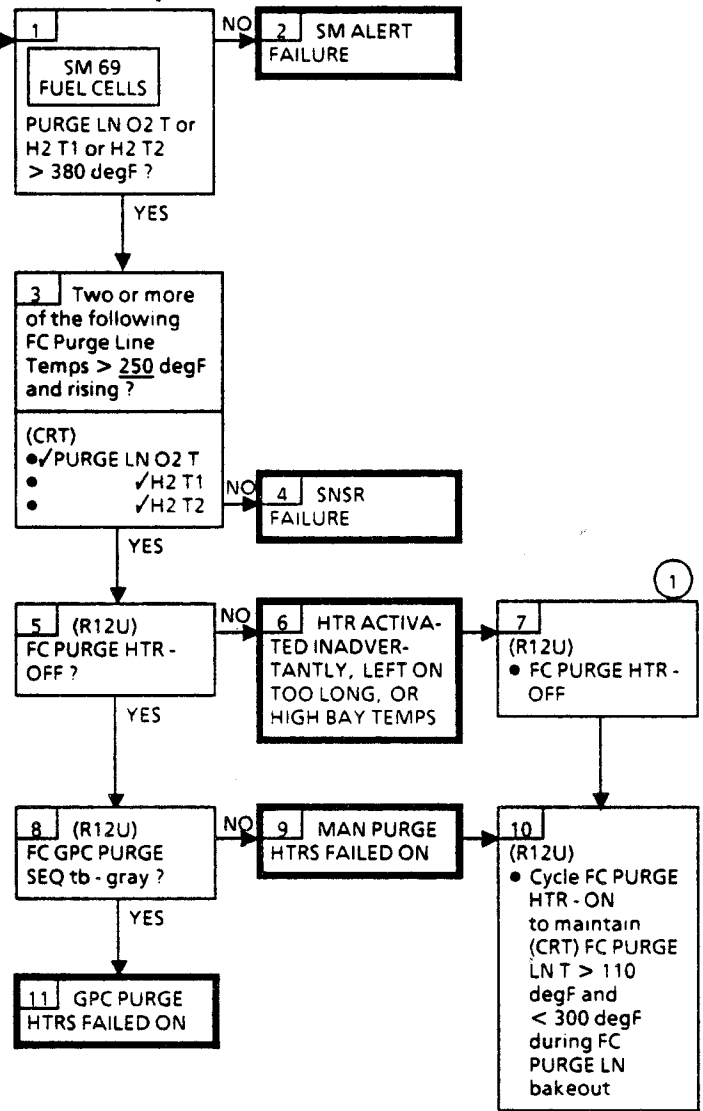 1
NO
2 SM ALERT
FAILURE
SM 69
FUEL CELLS
PURGE LN O2 T or
H2 T1 or H2 T2
> 380 degF ?
YES
3 Two or more
of the following
FC Purge Line
Temps > 250 degF
and rising ?
(CRT)
●✓PURGE LN O2 T
● ✓H2 T1
● ✓H2 T2
NO
4 SNSR
FAILURE
YES
5 (R12U)
FC PURGE HTR -
OFF ?
NO
6 HTR ACTIVA-
TED INADVER-
TANTLY, LEFT ON
TOO LONG, OR
HIGH BAY TEMPS
1
7
(R12U)
● FC PURGE HTR -
OFF
YES
8 (R12U)
FC GPC PURGE
SEQ tb - gray ?
NO
9 MAN PURGE
HTRS FAILED ON
10
(R12U)
● Cycle FC PURGE
HTR - ON
to maintain
(CRT) FC PURGE
LN T > 110
degF and
< 300 degF
during FC
PURGE LN
bakeout
YES
11 GPC PURGE
HTRS FAILED ON